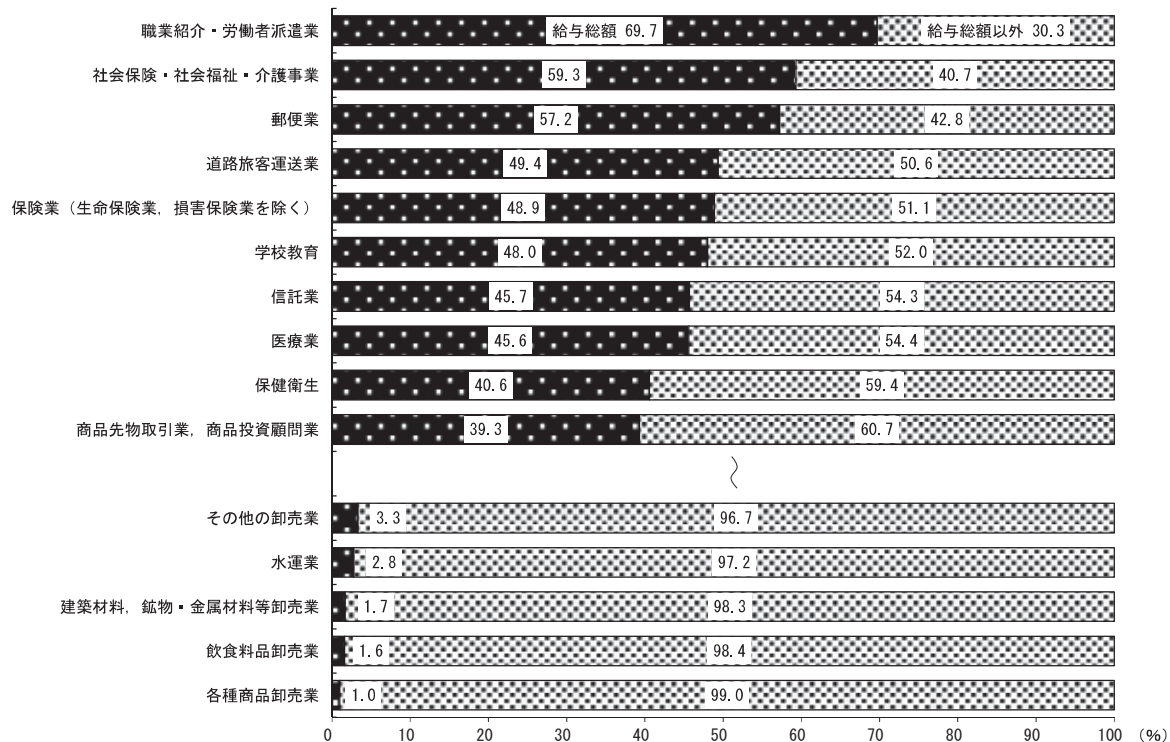 職業紹介・労働者派遣業 給与総額 69.7 給与総額以外 30.3
社会保険・社会福祉・介護事業 59.3 40.7
郵便業 57.2 42.8
道路旅客運送業 49.4 50.6
保険業（生命保険業，損害保険業を除く） 48.9 51.1
学校教育 48.0 52.0
信託業 45.7 54.3
医療業 45.6 54.4
保健衛生 40.6 59.4
商品先物取引業，商品投資顧問業 39.3 60.7
その他の卸売業 3.3 96.7
水運業 2.8 97.2
建築材料，鉱物・金属材料等卸売業 1.7 98.3
飲食料品卸売業 1.6 98.4
各種商品卸売業 1.0 99.0
0 10 20 30 40 50 60 70 80 90 100 （%）